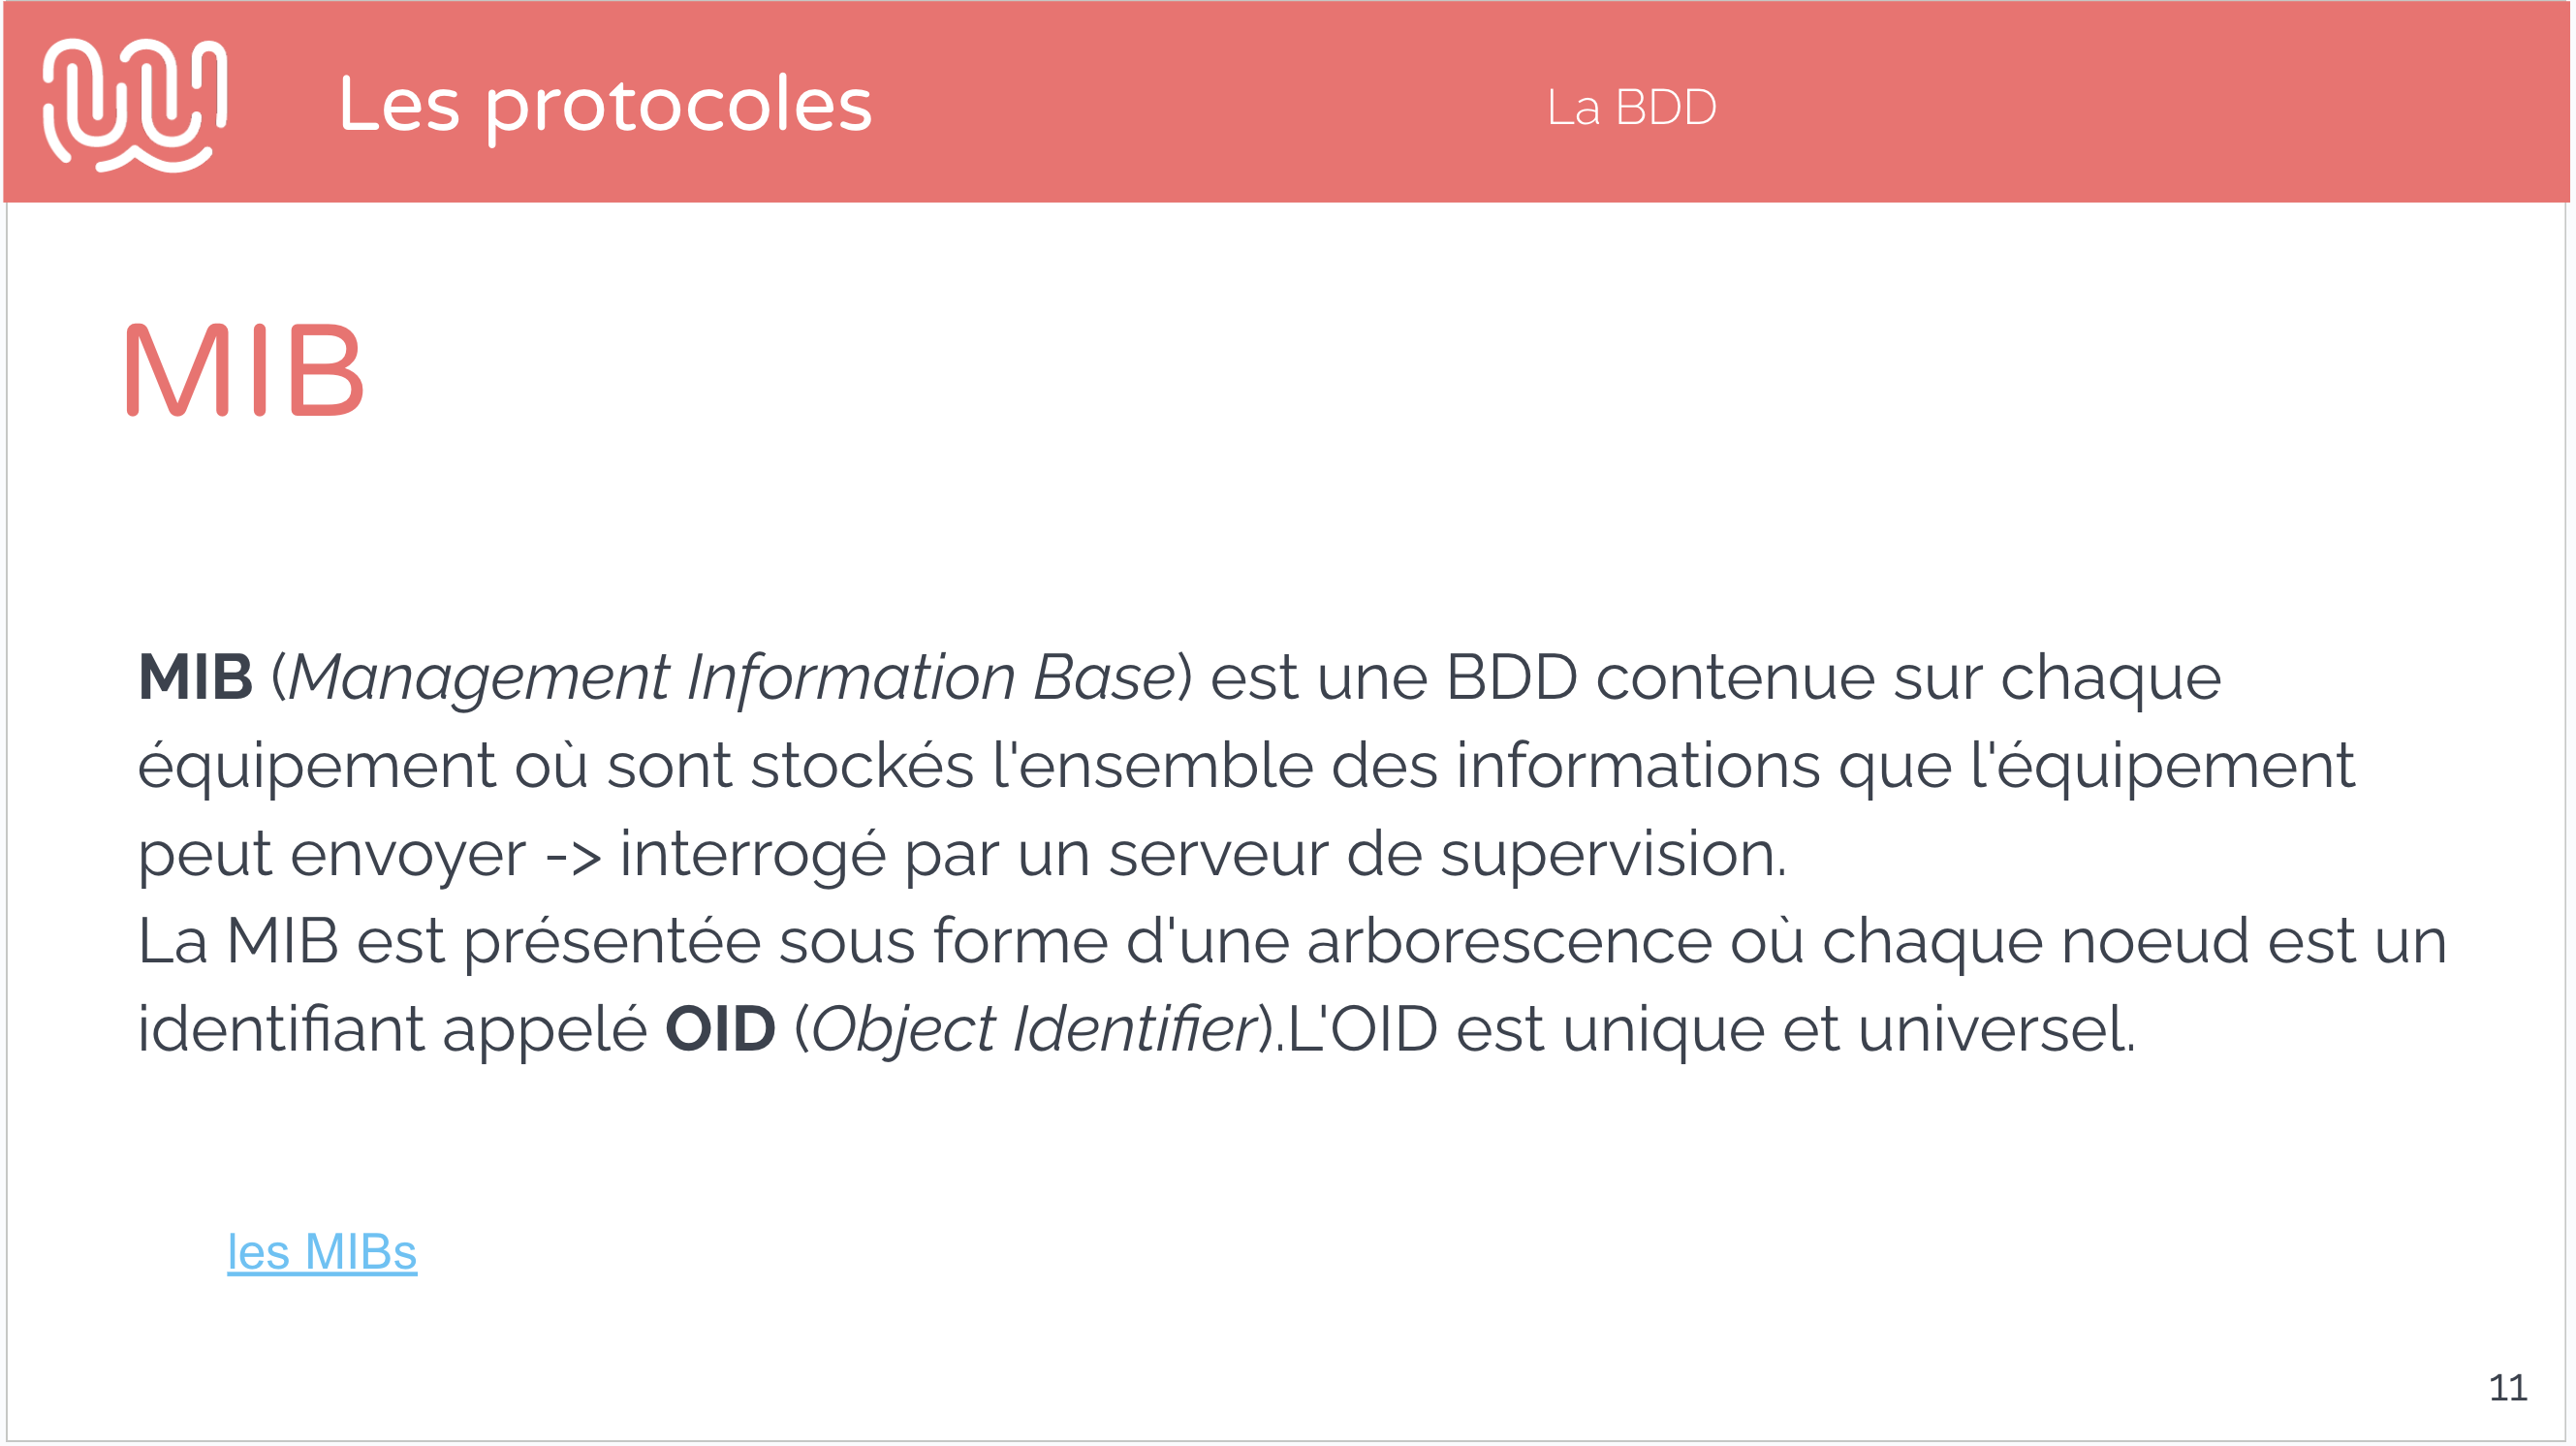 Les protocoles
La BDD
MIB
MIB (Management Information Base) est une BDD contenue sur chaque
équipement où sont stockés l'ensemble des informations que l'équipement
peut envoyer -> interrogé par un serveur de supervision.
La MIB est présentée sous forme d'une arborescence où chaque noeud est un
identifiant appelé OID (Object Identifier).L'OID est unique et universel.
les MIBs
11